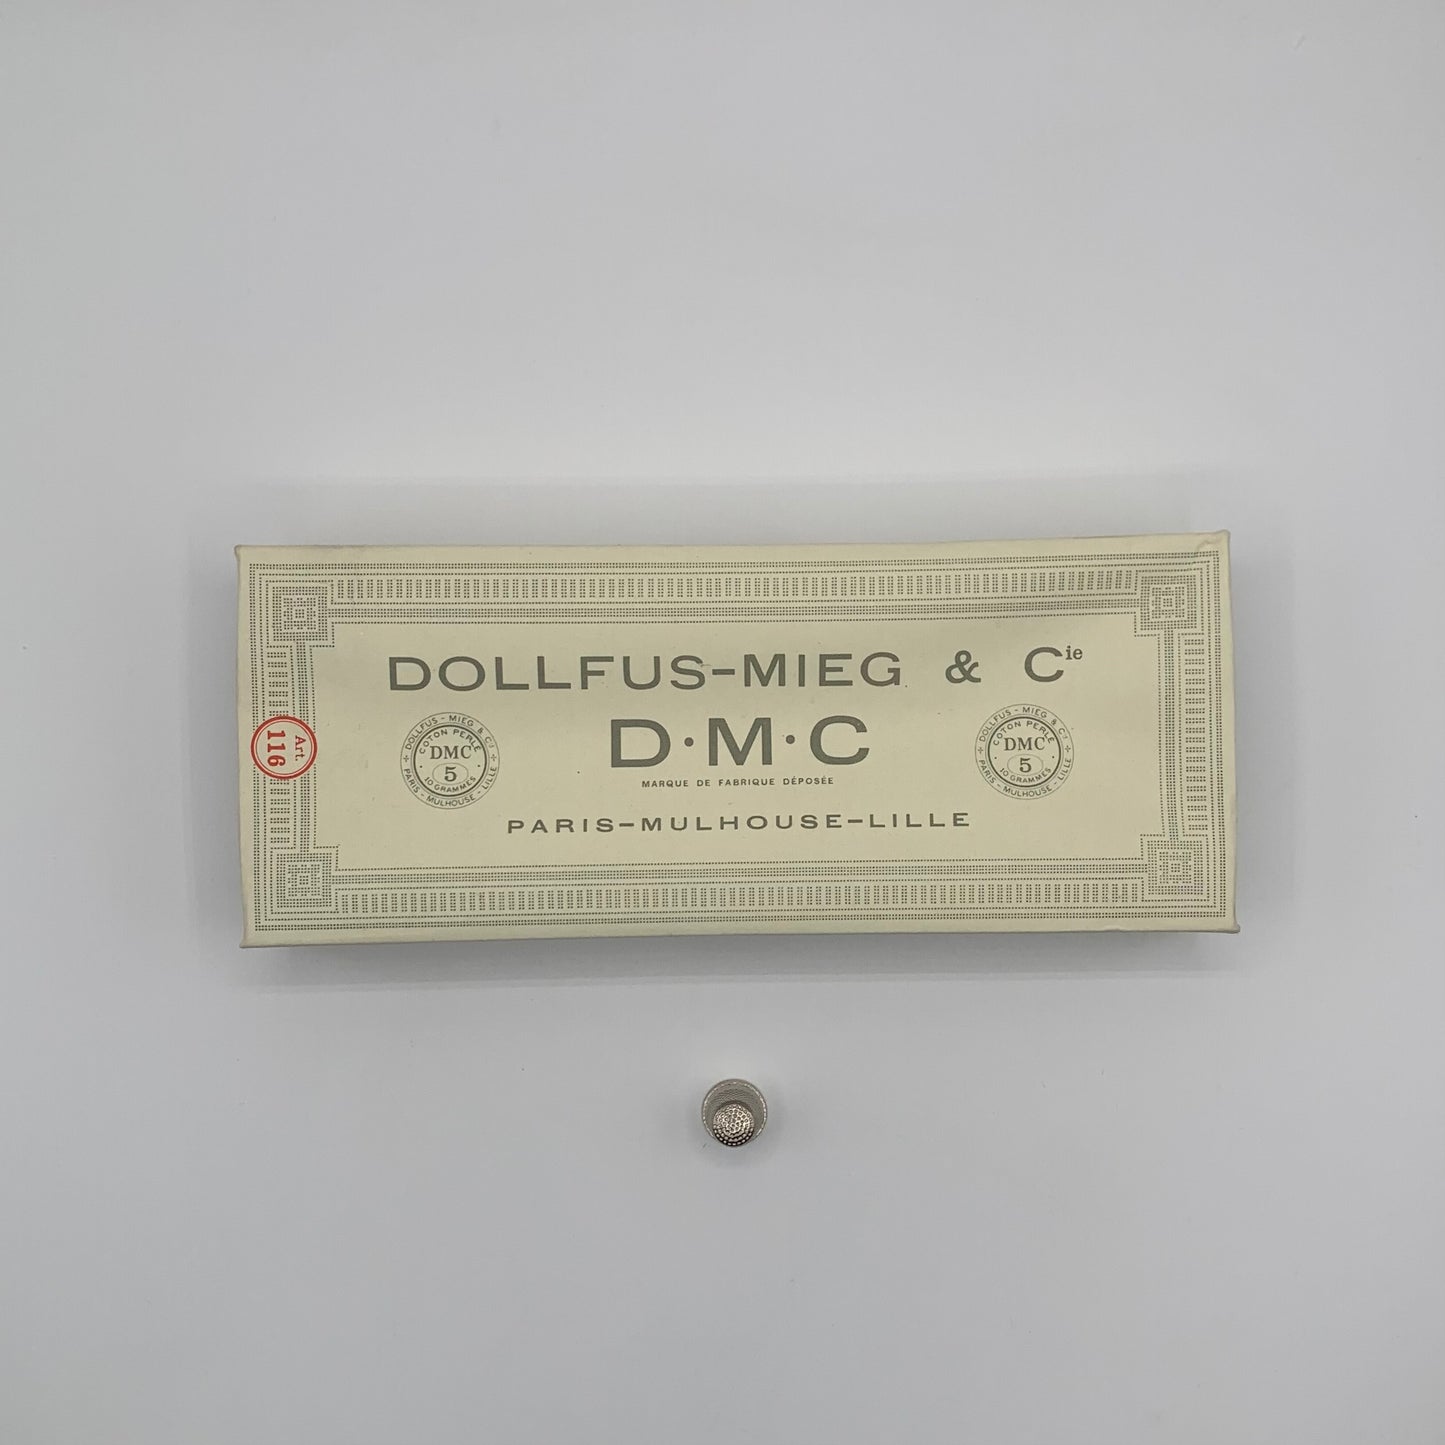 DOLLFUS-MIEG & Cie
D·M·C
MARQUE DE FABRIQUE DÉPOSÉE
PARIS-MULHOUSE-LILLE
Art.
116
DOLLFUS - MIEG & Cie
COTON PERLÉ
DMC
5
10 GRAMMES
PARIS - MULHOUSE - LILLE
DOLLFUS - MIEG & Cie
COTON PERLÉ
DMC
5
10 GRAMMES
PARIS - MULHOUSE - LILLE